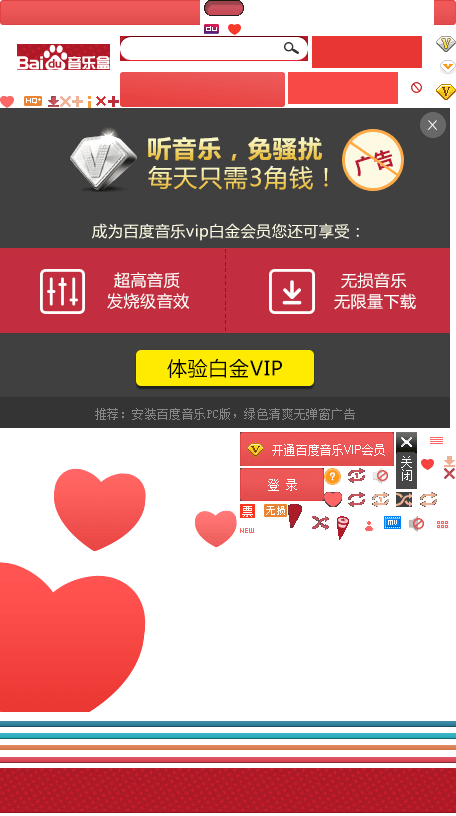 du
Bai du 音乐盒
HQ+
听音乐，免骚扰
每天只需3角钱！
广告
V
成为百度音乐vip白金会员您还可享受：
超高音质
发烧级音效
无损音乐
无限量下载
体验白金VIP
推荐：安装百度音乐PC版，绿色清爽无弹窗广告
开通百度音乐VIP会员
关闭
登 录
?
票
无损
NEW
MV